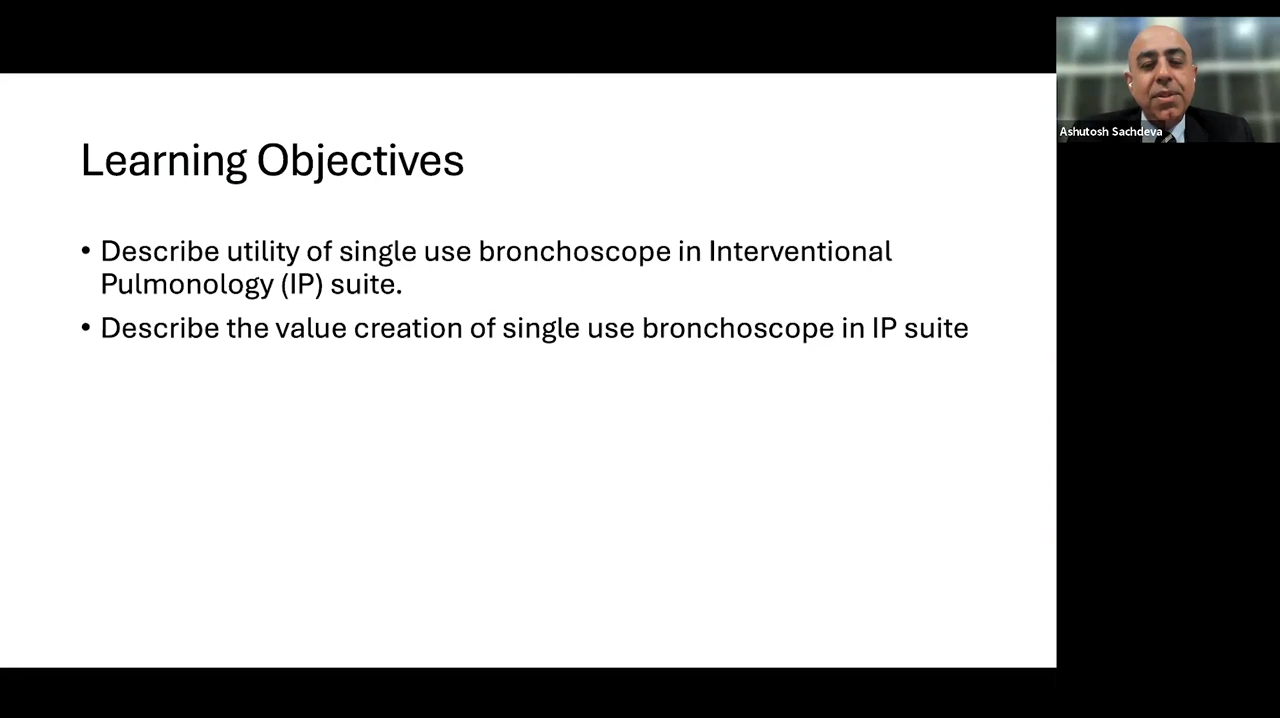 Learning Objectives
• Describe utility of single use bronchoscope in Interventional
Pulmonology (IP) suite.
• Describe the value creation of single use bronchoscope in IP suite
Ashutosh Sachdeva